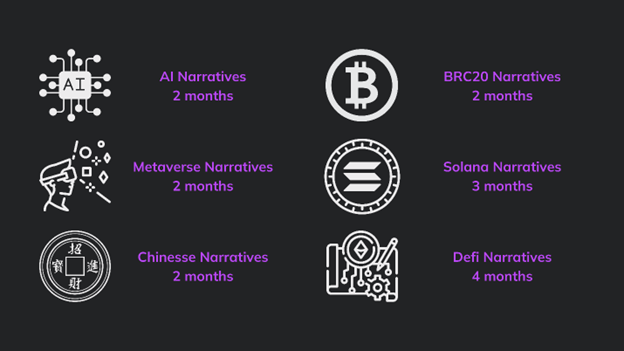 AI
AI Narratives
2 months
BRC20 Narratives
2 months
Metaverse Narratives
2 months
Solana Narratives
3 months
招
寶 進
財
Chinesse Narratives
2 months
Defi Narratives
4 months